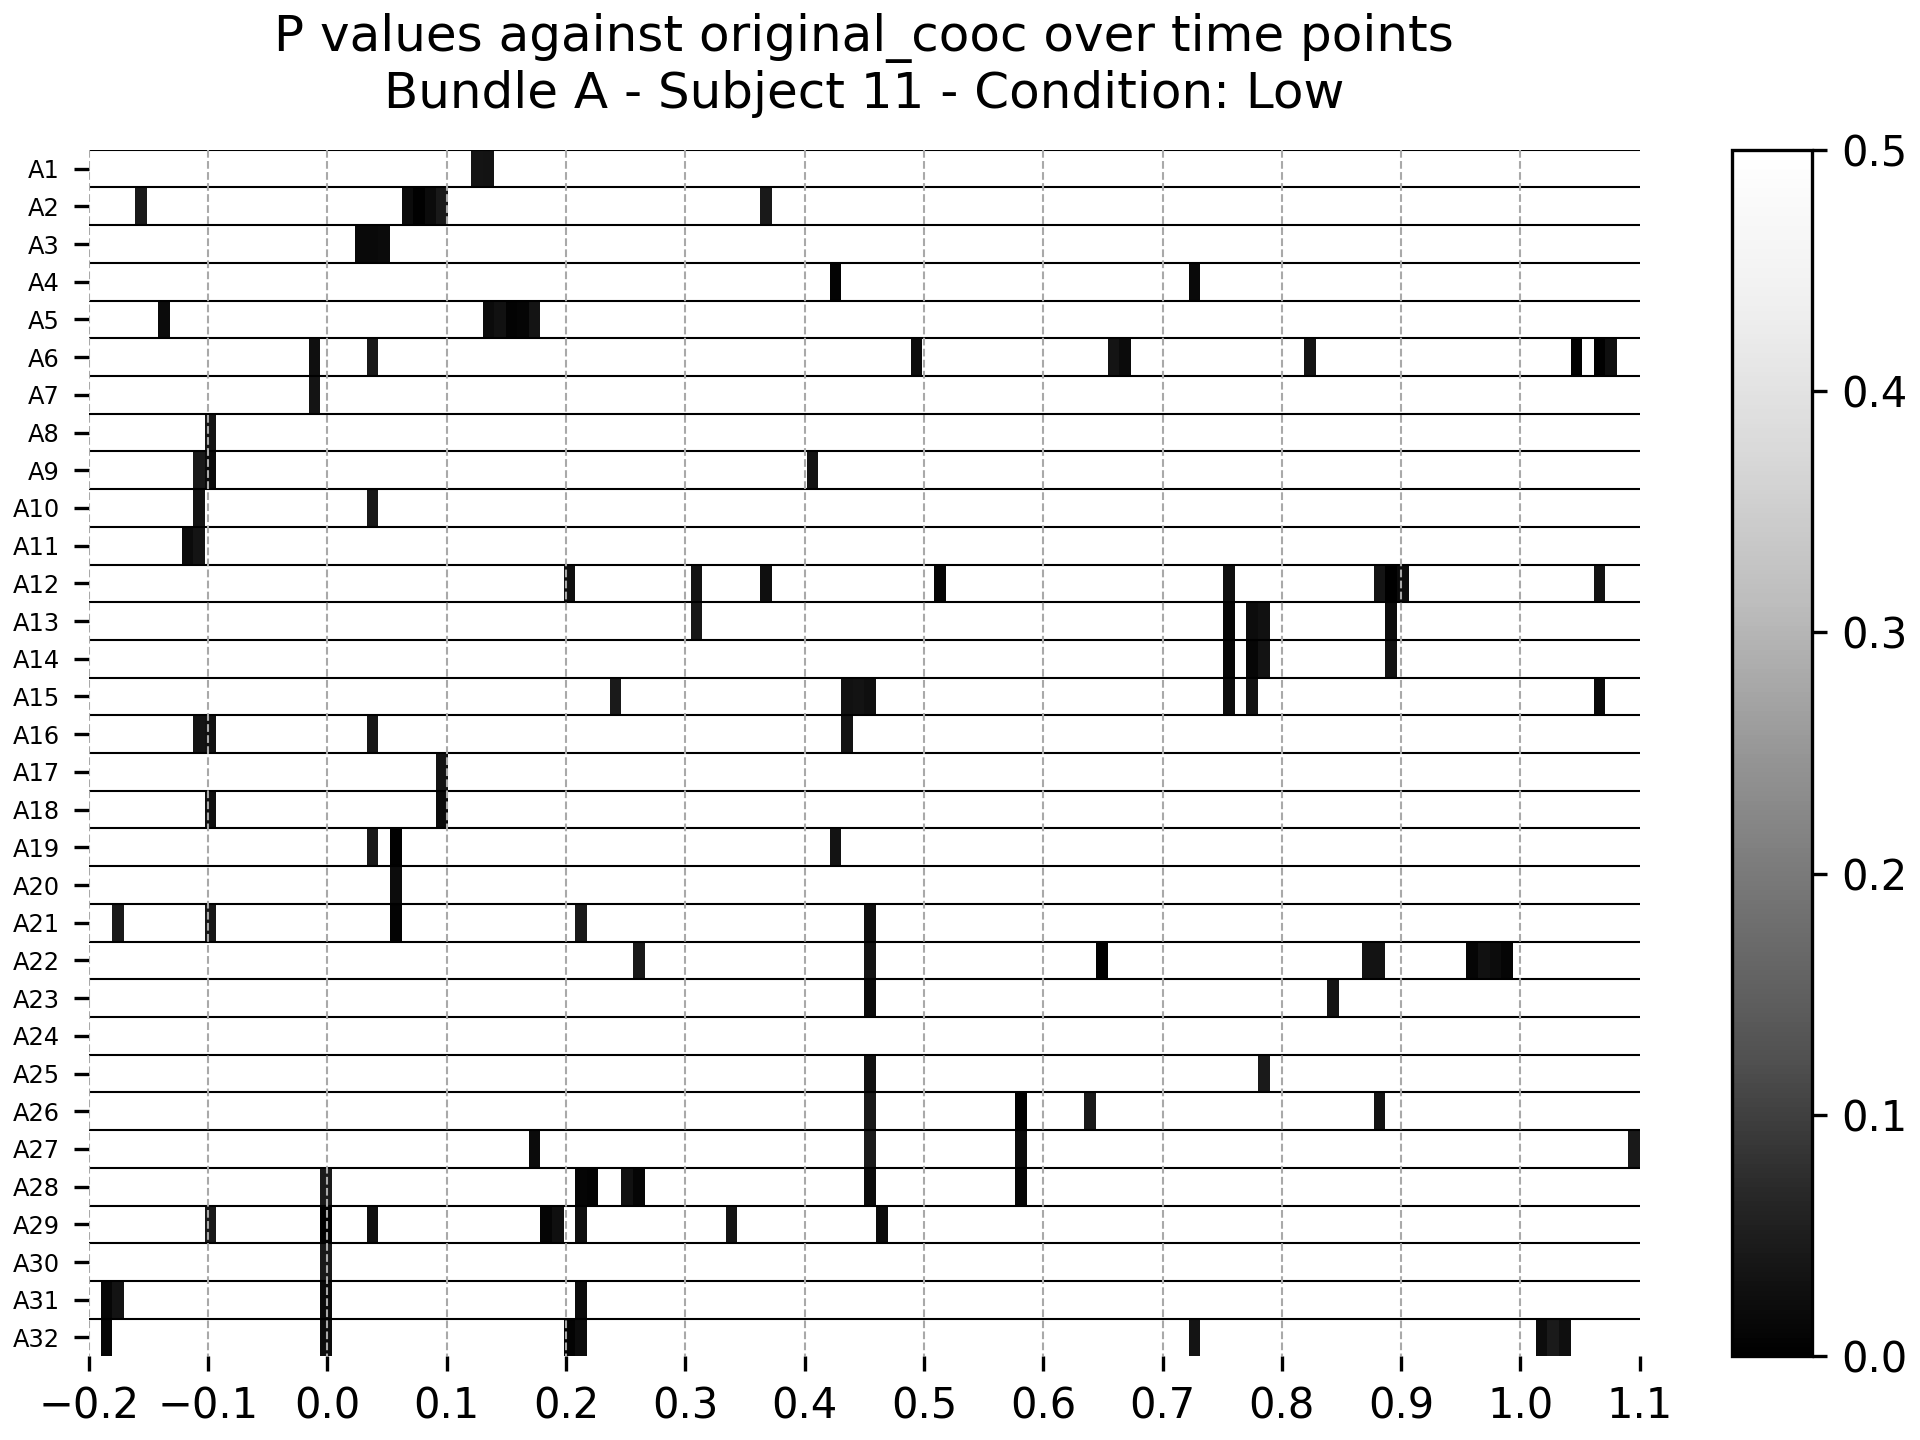 P values against original_cooc over time points
Bundle A - Subject 11 - Condition: Low
A1
A2
A3
A4
A5
A6
A7
A8
A9
A10
A11
A12
A13
A14
A15
A16
A17
A18
A19
A20
A21
A22
A23
A24
A25
A26
A27
A28
A29
A30
A31
A32
−0.2 −0.1 0.0 0.1 0.2 0.3 0.4 0.5 0.6 0.7 0.8 0.9 1.0 1.1
0.5
0.4
0.3
0.2
0.1
0.0